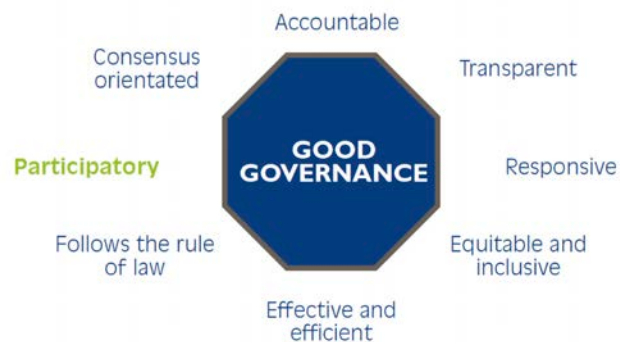 Accountable
Consensus
orientated
Transparent
Participatory
GOOD
GOVERNANCE
Responsive
Follows the rule
of law
Equitable and
inclusive
Effective and
efficient